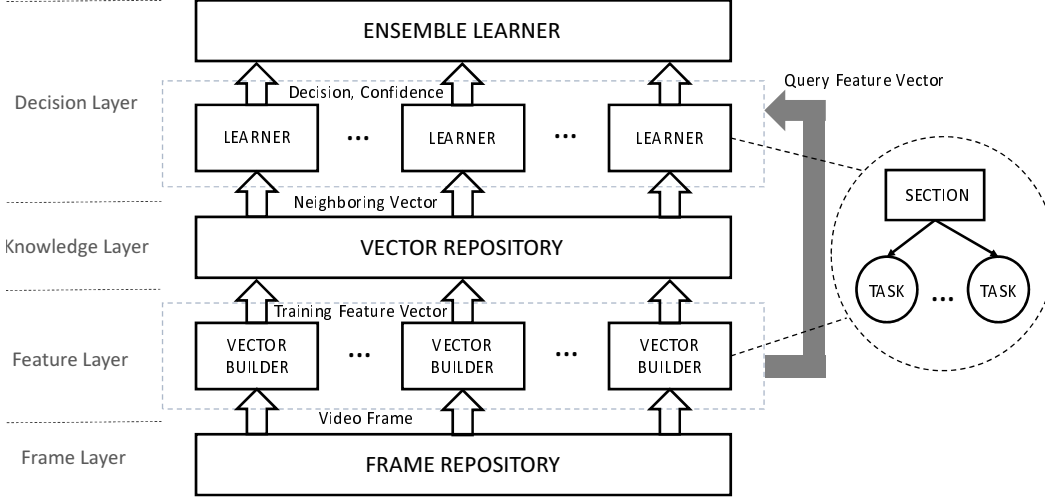 ENSEMBLE LEARNER
Decision Layer
Decision, Confidence
Query Feature Vector
LEARNER
...
LEARNER
...
LEARNER
SECTION
TASK
...
TASK
Neighboring Vector
Knowledge Layer
VECTOR REPOSITORY
Training Feature Vector
Feature Layer
VECTOR
BUILDER
...
VECTOR
BUILDER
...
VECTOR
BUILDER
Video Frame
Frame Layer
FRAME REPOSITORY